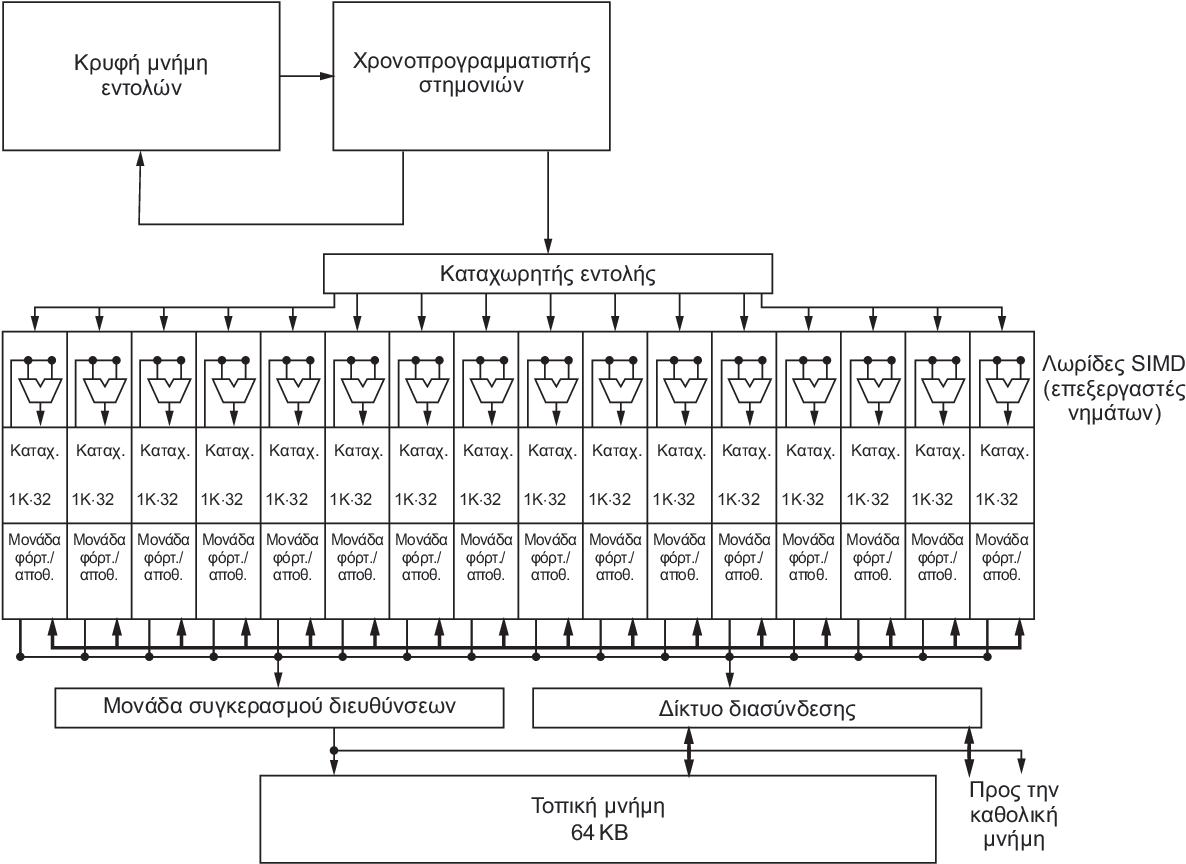 Κρυφή μνήμη
εντολών
Χρονοπρογραμματιστής
στημονιών
Καταχωρητής εντολής
Λωρίδες SIMD
(επεξεργαστές
νημάτων)
Καταχ. Καταχ. Καταχ. Καταχ. Καταχ. Καταχ. Καταχ. Καταχ. Καταχ. Καταχ. Καταχ. Καταχ. Καταχ. Καταχ. Καταχ. Καταχ.
1K·32 1K·32 1K·32 1K·32 1K·32 1K·32 1K·32 1K·32 1K·32 1K·32 1K·32 1K·32 1K·32 1K·32 1K·32 1K·32
Μονάδα Μονάδα Μονάδα Μονάδα Μονάδα Μονάδα Μονάδα Μονάδα Μονάδα Μονάδα Μονάδα Μονάδα Μονάδα Μονάδα Μονάδα Μονάδα
φόρτ./ φόρτ./ φόρτ./ φόρτ./ φόρτ./ φόρτ./ φόρτ./ φόρτ./ φόρτ./ φόρτ./ φόρτ./ φόρτ./ φόρτ./ φόρτ./ φόρτ./ φόρτ./
αποθ. αποθ. αποθ. αποθ. αποθ. αποθ. αποθ. αποθ. αποθ. αποθ. αποθ. αποθ. αποθ. αποθ. αποθ. αποθ.
Μονάδα συγκερασμού διευθύνσεων
Δίκτυο διασύνδεσης
Τοπική μνήμη
64 KB
Προς την
καθολική
μνήμη